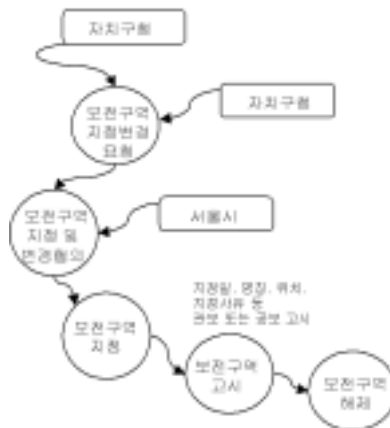 자치구청
자치구청
보전구역
지정변경
요청
서울시
보전구역
지정 및
변경협의
지정일, 명칭, 위치,
지정사유 등
관보 또는 공보 고시
보전구역
지정
보전구역
고시
보전구역
해제